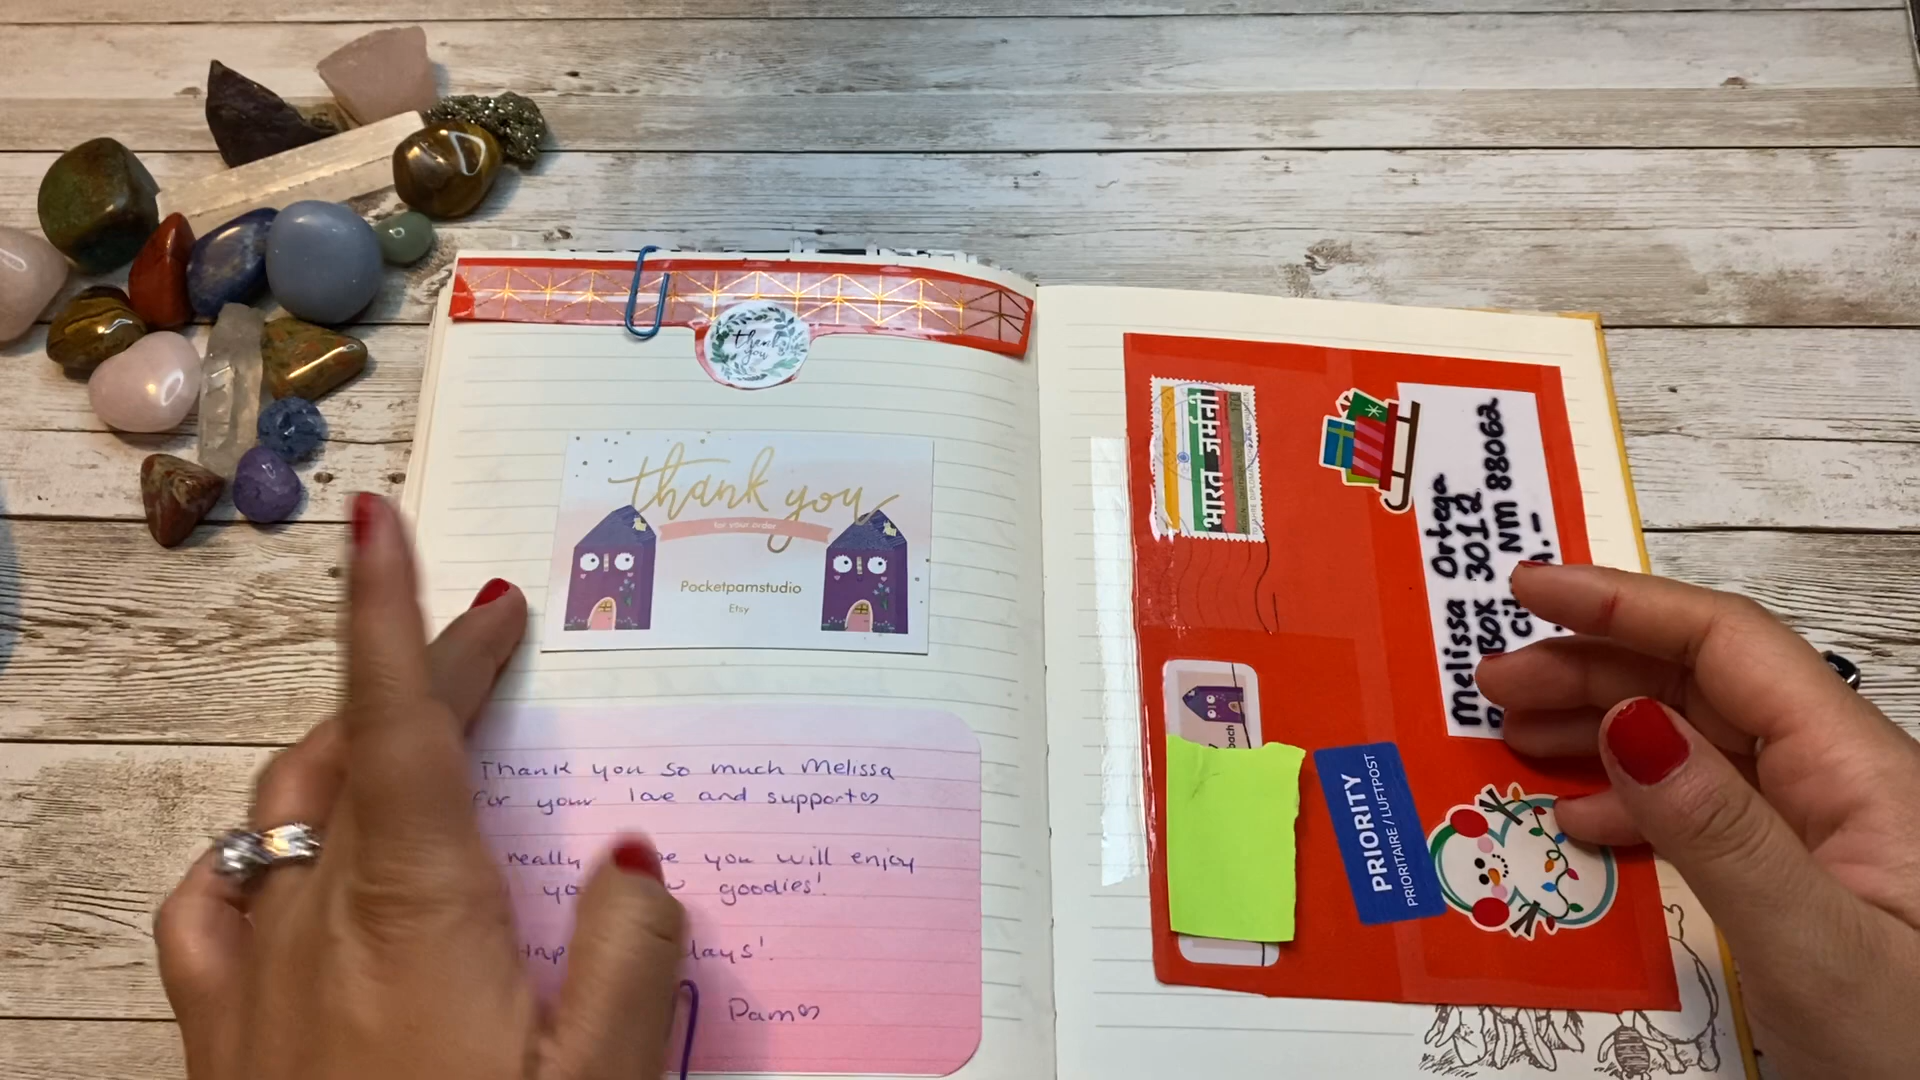 thank you
thank you
for your order
Pocketpamstudio
Etsy
Thank you so much Melissa
for your love and support
really you will enjoy
goodies!
Pam
भारत जर्मनी
Melissa Ortega
Box 3012
NM 88062
PRIORITY
PRIORITAIRE / LUFTPOST